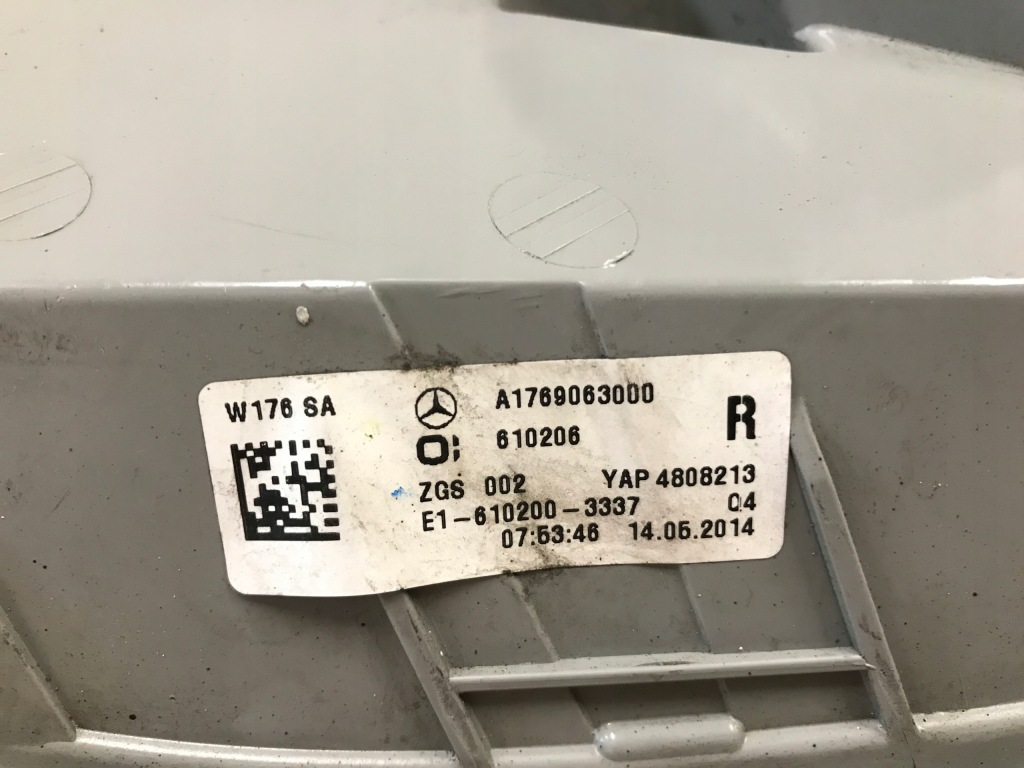 W176 SA
A1769063000
R
610206
ZGS 002 YAP 4808213
E1-610200-3337 04
07:53:46 14.05.2014